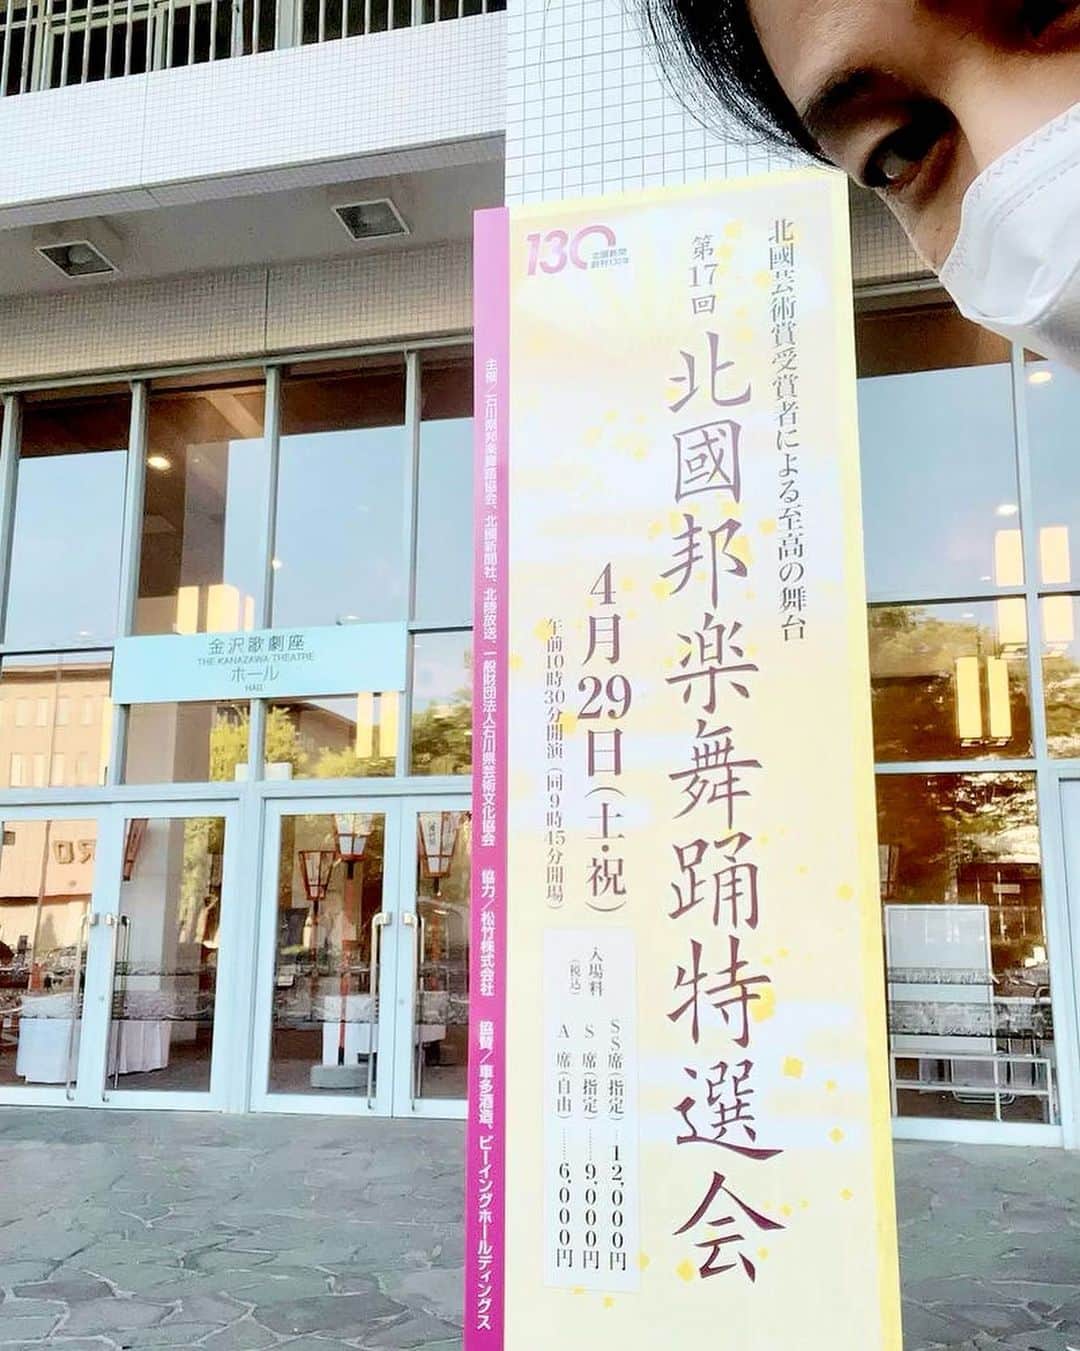 130
北國新聞
創刊130年
北國芸術賞受賞者による至高の舞台
第17回
北國邦楽舞踊特選会
4月29日(土・祝)
午前10時30分開演(同9時45分開場)
入場料
(税込)
SS席(指定)……12,000円
S 席(指定)……9,000円
A 席(自由)……6,000円
主催／石川県邦楽舞踊協会、北國新聞社、北陸放送、一般財団法人石川県芸術文化協会 協力／松竹株式会社 協賛／車多酒造、ビーインググホールディングス
金沢歌劇座
THE KANAZAWA THEATRE
ホール
HALL